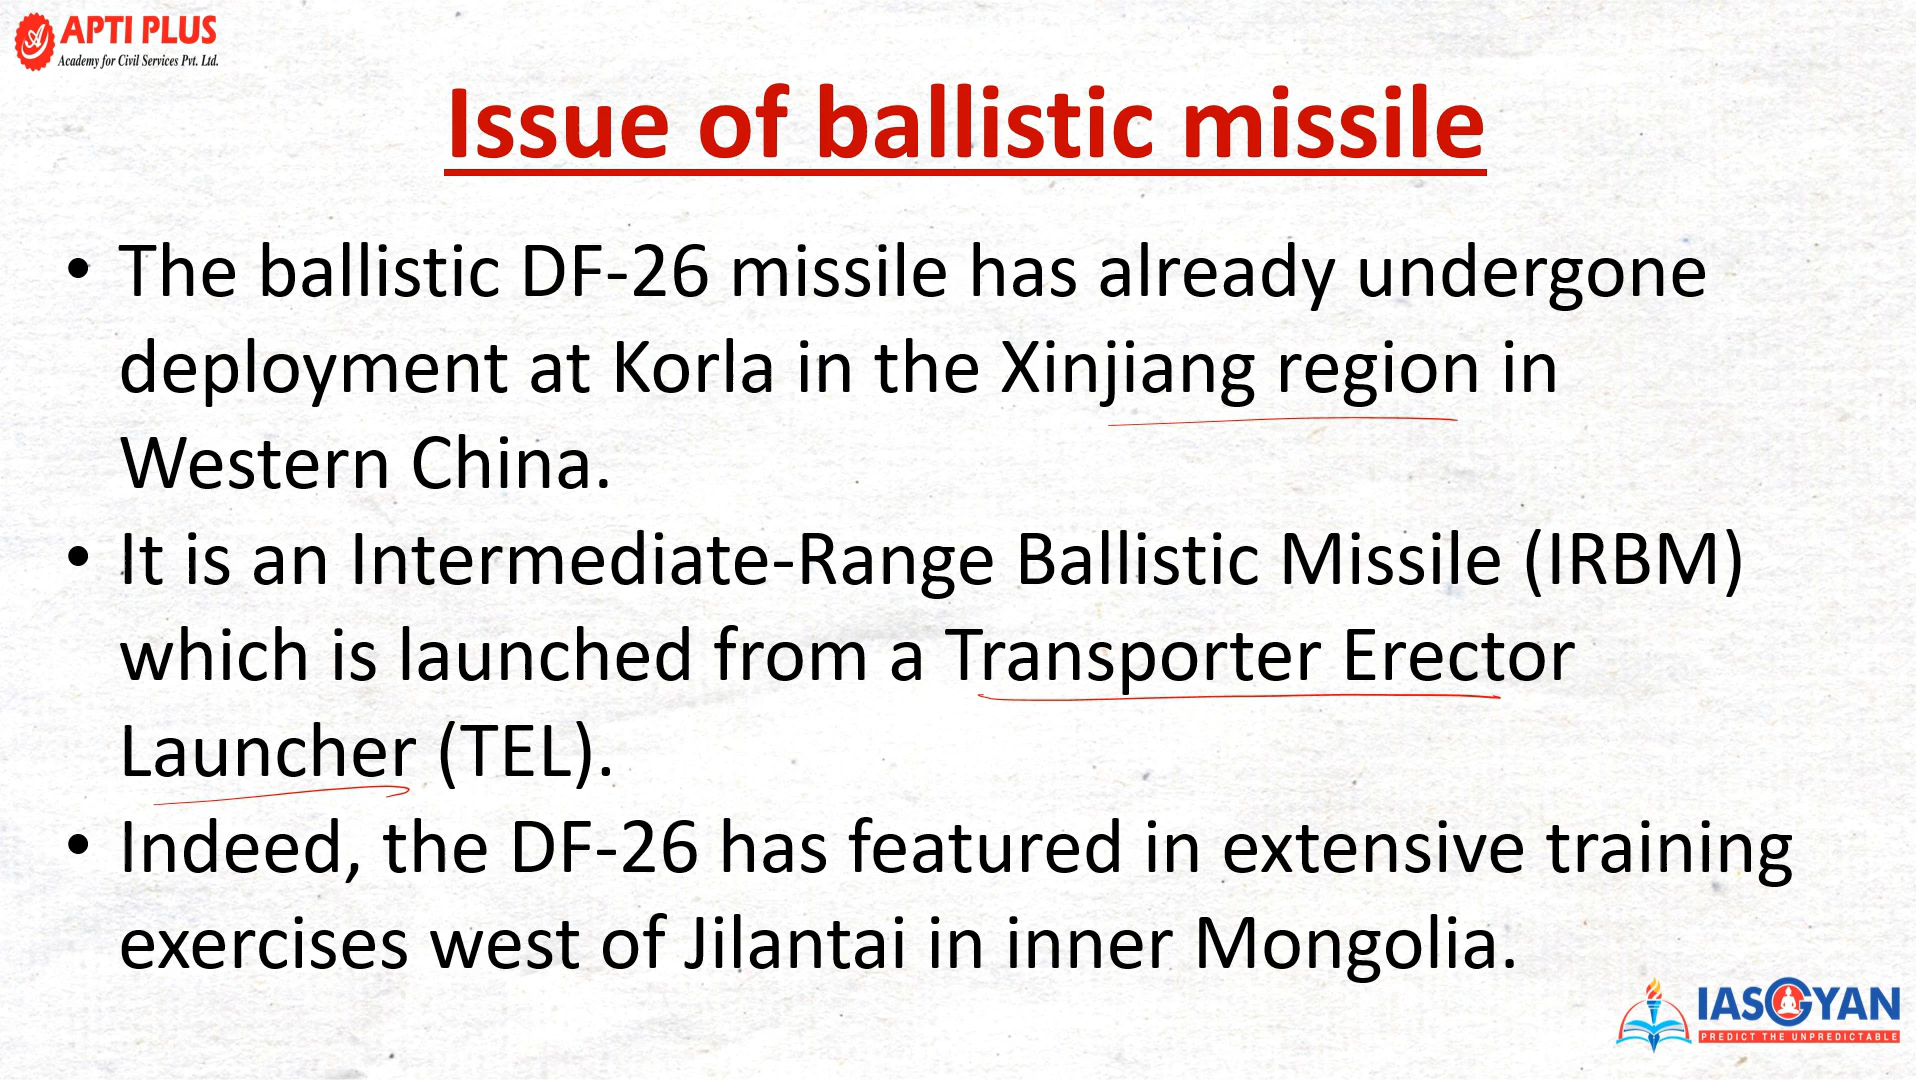 APTI PLUS
Academy for Civil Services Pvt. Ltd.
Issue of ballistic missile
• The ballistic DF-26 missile has already undergone
deployment at Korla in the Xinjiang region in
Western China.
• It is an Intermediate-Range Ballistic Missile (IRBM)
which is launched from a Transporter Erector
Launcher (TEL).
• Indeed, the DF-26 has featured in extensive training
exercises west of Jilantai in inner Mongolia.
IASGYAN
PREDICT THE UNPREDICTABLE